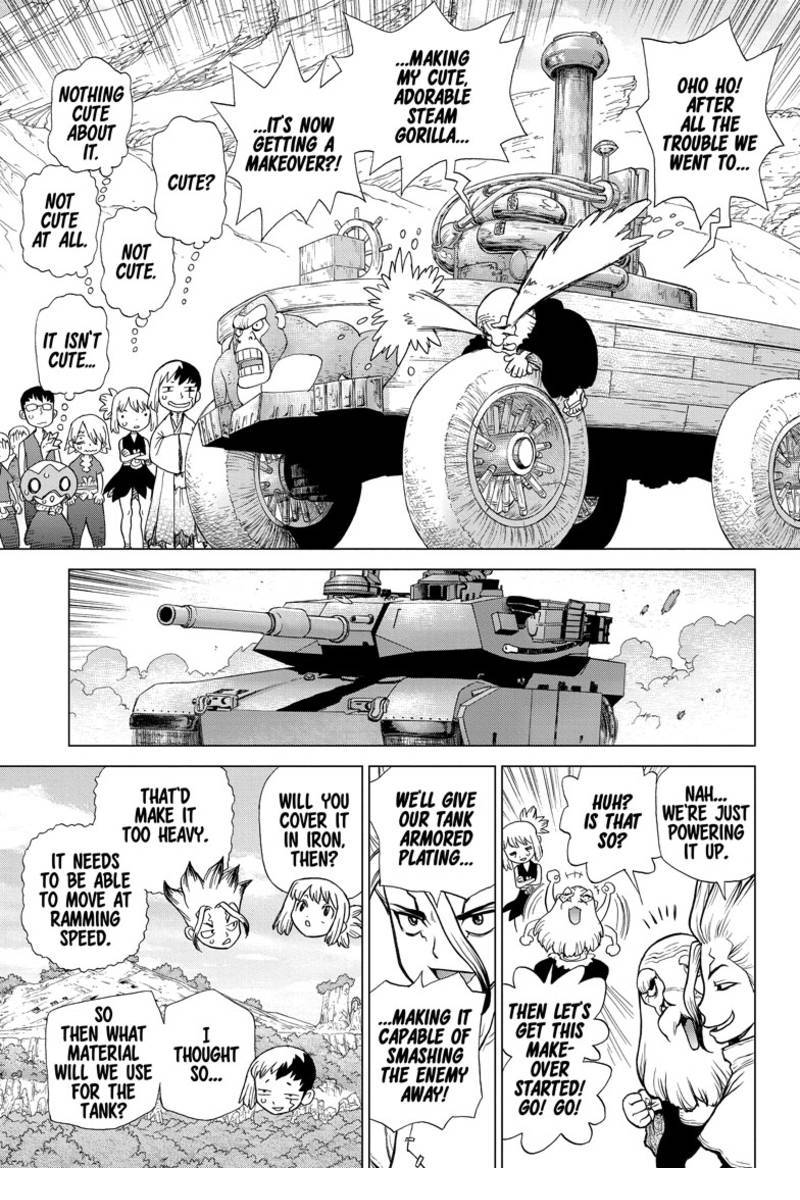 OHO HO!
AFTER
ALL THE
TROUBLE WE
WENT TO...
...MAKING
MY CUTE,
ADORABLE
STEAM
GORILLA...
...IT'S NOW
GETTING A
MAKEOVER?!
CUTE?
NOTHING
CUTE
ABOUT
IT.
NOT
CUTE.
NOT
CUTE
AT ALL.
IT ISN'T
CUTE...
NAH...
WE'RE JUST
POWERING
IT UP.
HUH?
IS THAT
SO?
THEN LET'S
GET THIS
MAKE-
OVER
STARTED!
GO! GO!
WE'LL GIVE
OUR TANK
ARMORED
PLATING...
...MAKING IT
CAPABLE OF
SMASHING
THE ENEMY
AWAY!
WILL YOU
COVER IT
IN IRON,
THEN?
THAT'D
MAKE IT
TOO HEAVY.
IT NEEDS
TO BE ABLE
TO MOVE AT
RAMMING
SPEED.
I
THOUGHT
SO...
SO
THEN WHAT
MATERIAL
WILL WE USE
FOR THE
TANK?